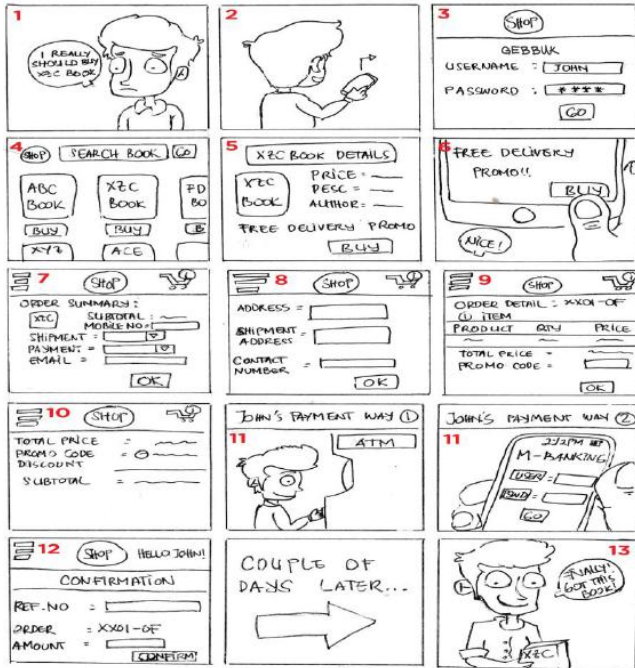 1
I REALLY
SHOULD BUY
XZC BOOK
2
3
SHOP
GEBBUK
USERNAME = JOHN
PASSWORD : ****
GO
4
SHOP SEARCH BOOK GO
ABC
BOOK
BUY
XZC
BOOK
BUY
FD
BO
B
XYZ
ACE
5
XZC BOOK DETAILS
XZC
BOOK
PRICE =
DESC =
AUTHOR =
FREE DELIVERY PROMO
BUY
6
FREE DELIVERY
PROMO!!
BUY
NICE!
7
SHOP
ORDER SUMMARY:
XZC
SUBTOTAL :
MOBILE NO =
SHIPMENT =
PAYMENT =
EMAIL =
OK
8
SHOP
ADDRESS =
SHIPMENT =
ADDRESS
CONTACT =
NUMBER
OK
9
SHOP
ORDER DETAIL : XX01-OF
① ITEM
PRODUCT QTY PRICE
TOTAL PRICE =
PROMO CODE =
OK
10
SHOP
TOTAL PRICE =
PROMO CODE =
DISCOUNT
SUBTOTAL =
JOHN'S PAYMENT WAY ①
11
ATM
JOHN'S PAYMENT WAY ②
11
2:12PM
M-BANKING
USER =
PWD =
GO
12
SHOP HELLO JOHN!
CONFIRMATION
REF.NO =
ORDER = XX01-OF
AMOUNT =
CONFIRM
COUPLE OF
DAYS LATER...
13
FINALLY!
GOT THIS
BOOK!
XZC